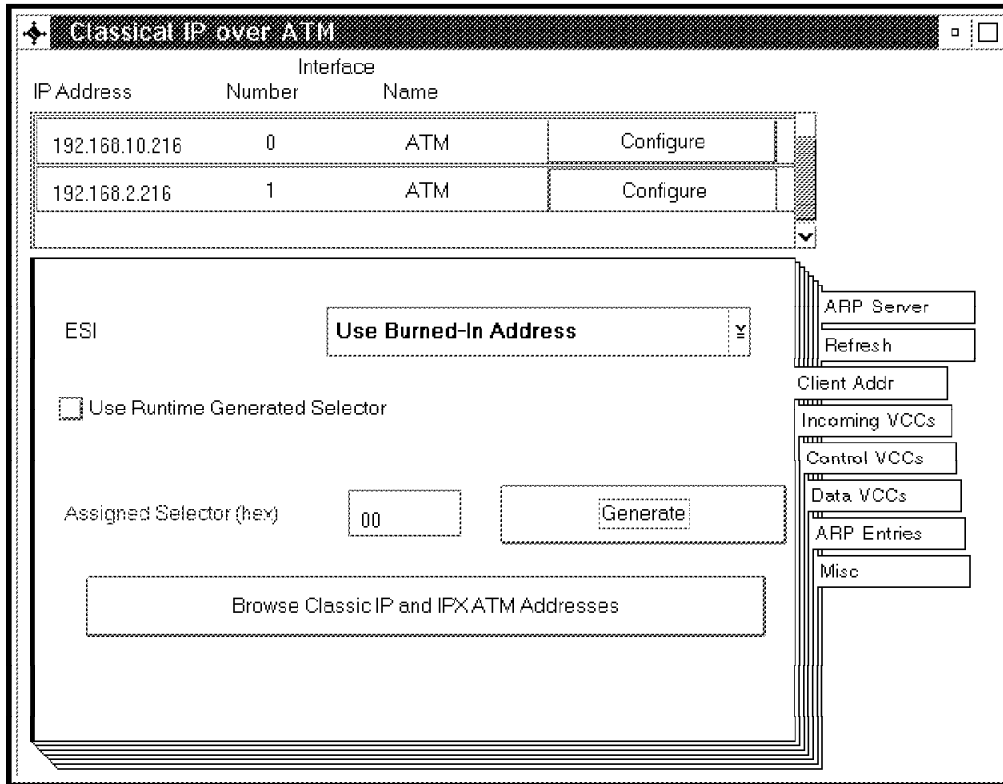 Classical IP over ATM
Interface
IP Address Number Name
192.168.10.216 0 ATM Configure
192.168.2.216 1 ATM Configure
ESI Use Burned-In Address
Use Runtime Generated Selector
Assigned Selector (hex) 00 Generate
Browse Classic IP and IPX ATM Addresses
ARP Server
Refresh
Client Addr
Incoming VCCs
Control VCCs
Data VCCs
ARP Entries
Misc